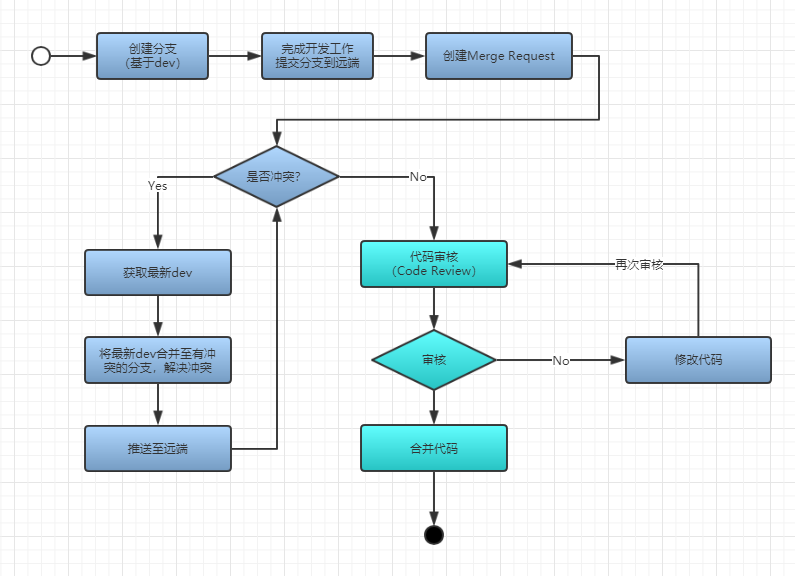 创建分支
（基于dev）
完成开发工作
提交分支到远端
创建Merge Request
是否冲突?
Yes
No
获取最新dev
代码审核
（Code Review）
再次审核
将最新dev合并至有冲
突的分支，解决冲突
审核
No
修改代码
推送至远端
合并代码